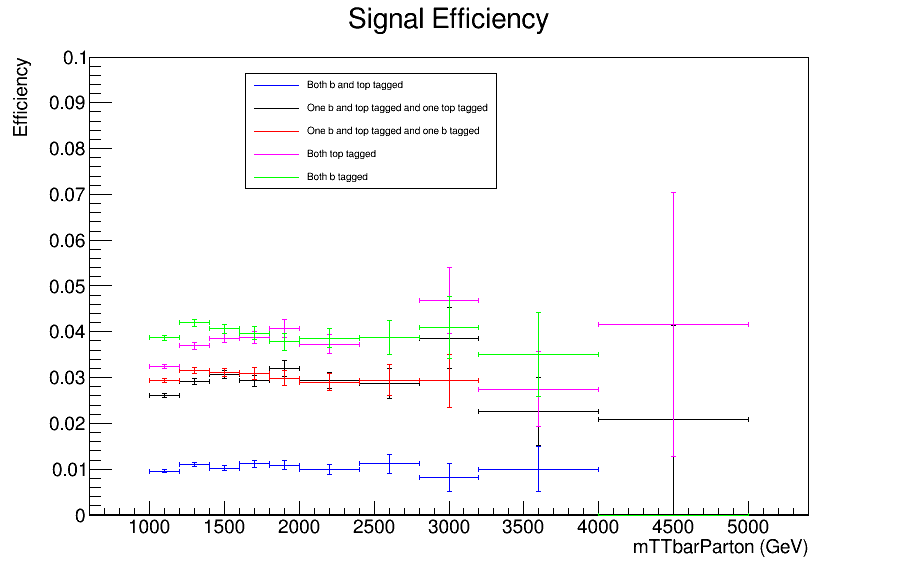 Signal Efficiency
Efficiency
0.1
0.09
0.08
0.07
0.06
0.05
0.04
0.03
0.02
0.01
0
Both b and top tagged
One b and top tagged and one top tagged
One b and top tagged and one b tagged
Both top tagged
Both b tagged
1000 1500 2000 2500 3000 3500 4000 4500 5000
mTTbarParton (GeV)